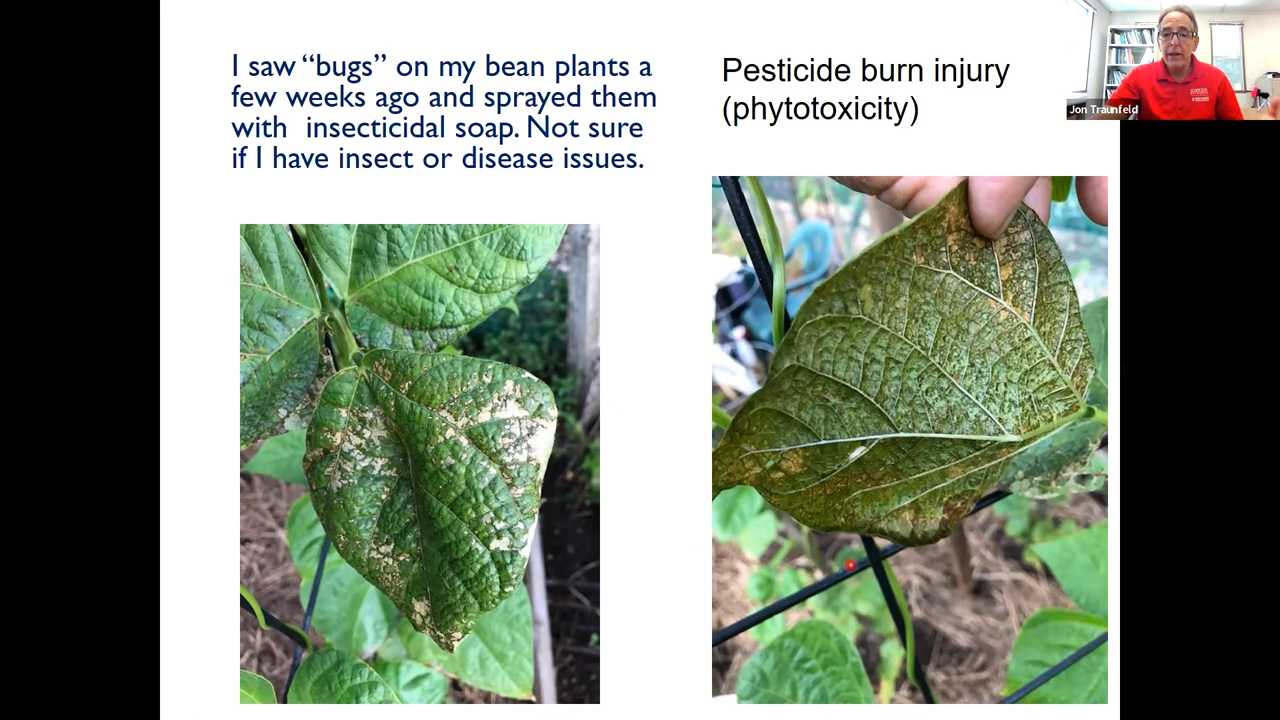 I saw “bugs” on my bean plants a
few weeks ago and sprayed them
with  insecticidal soap. Not sure
if I have insect or disease issues.
Pesticide burn injury
(phytotoxicity)
Jon Traunfeld